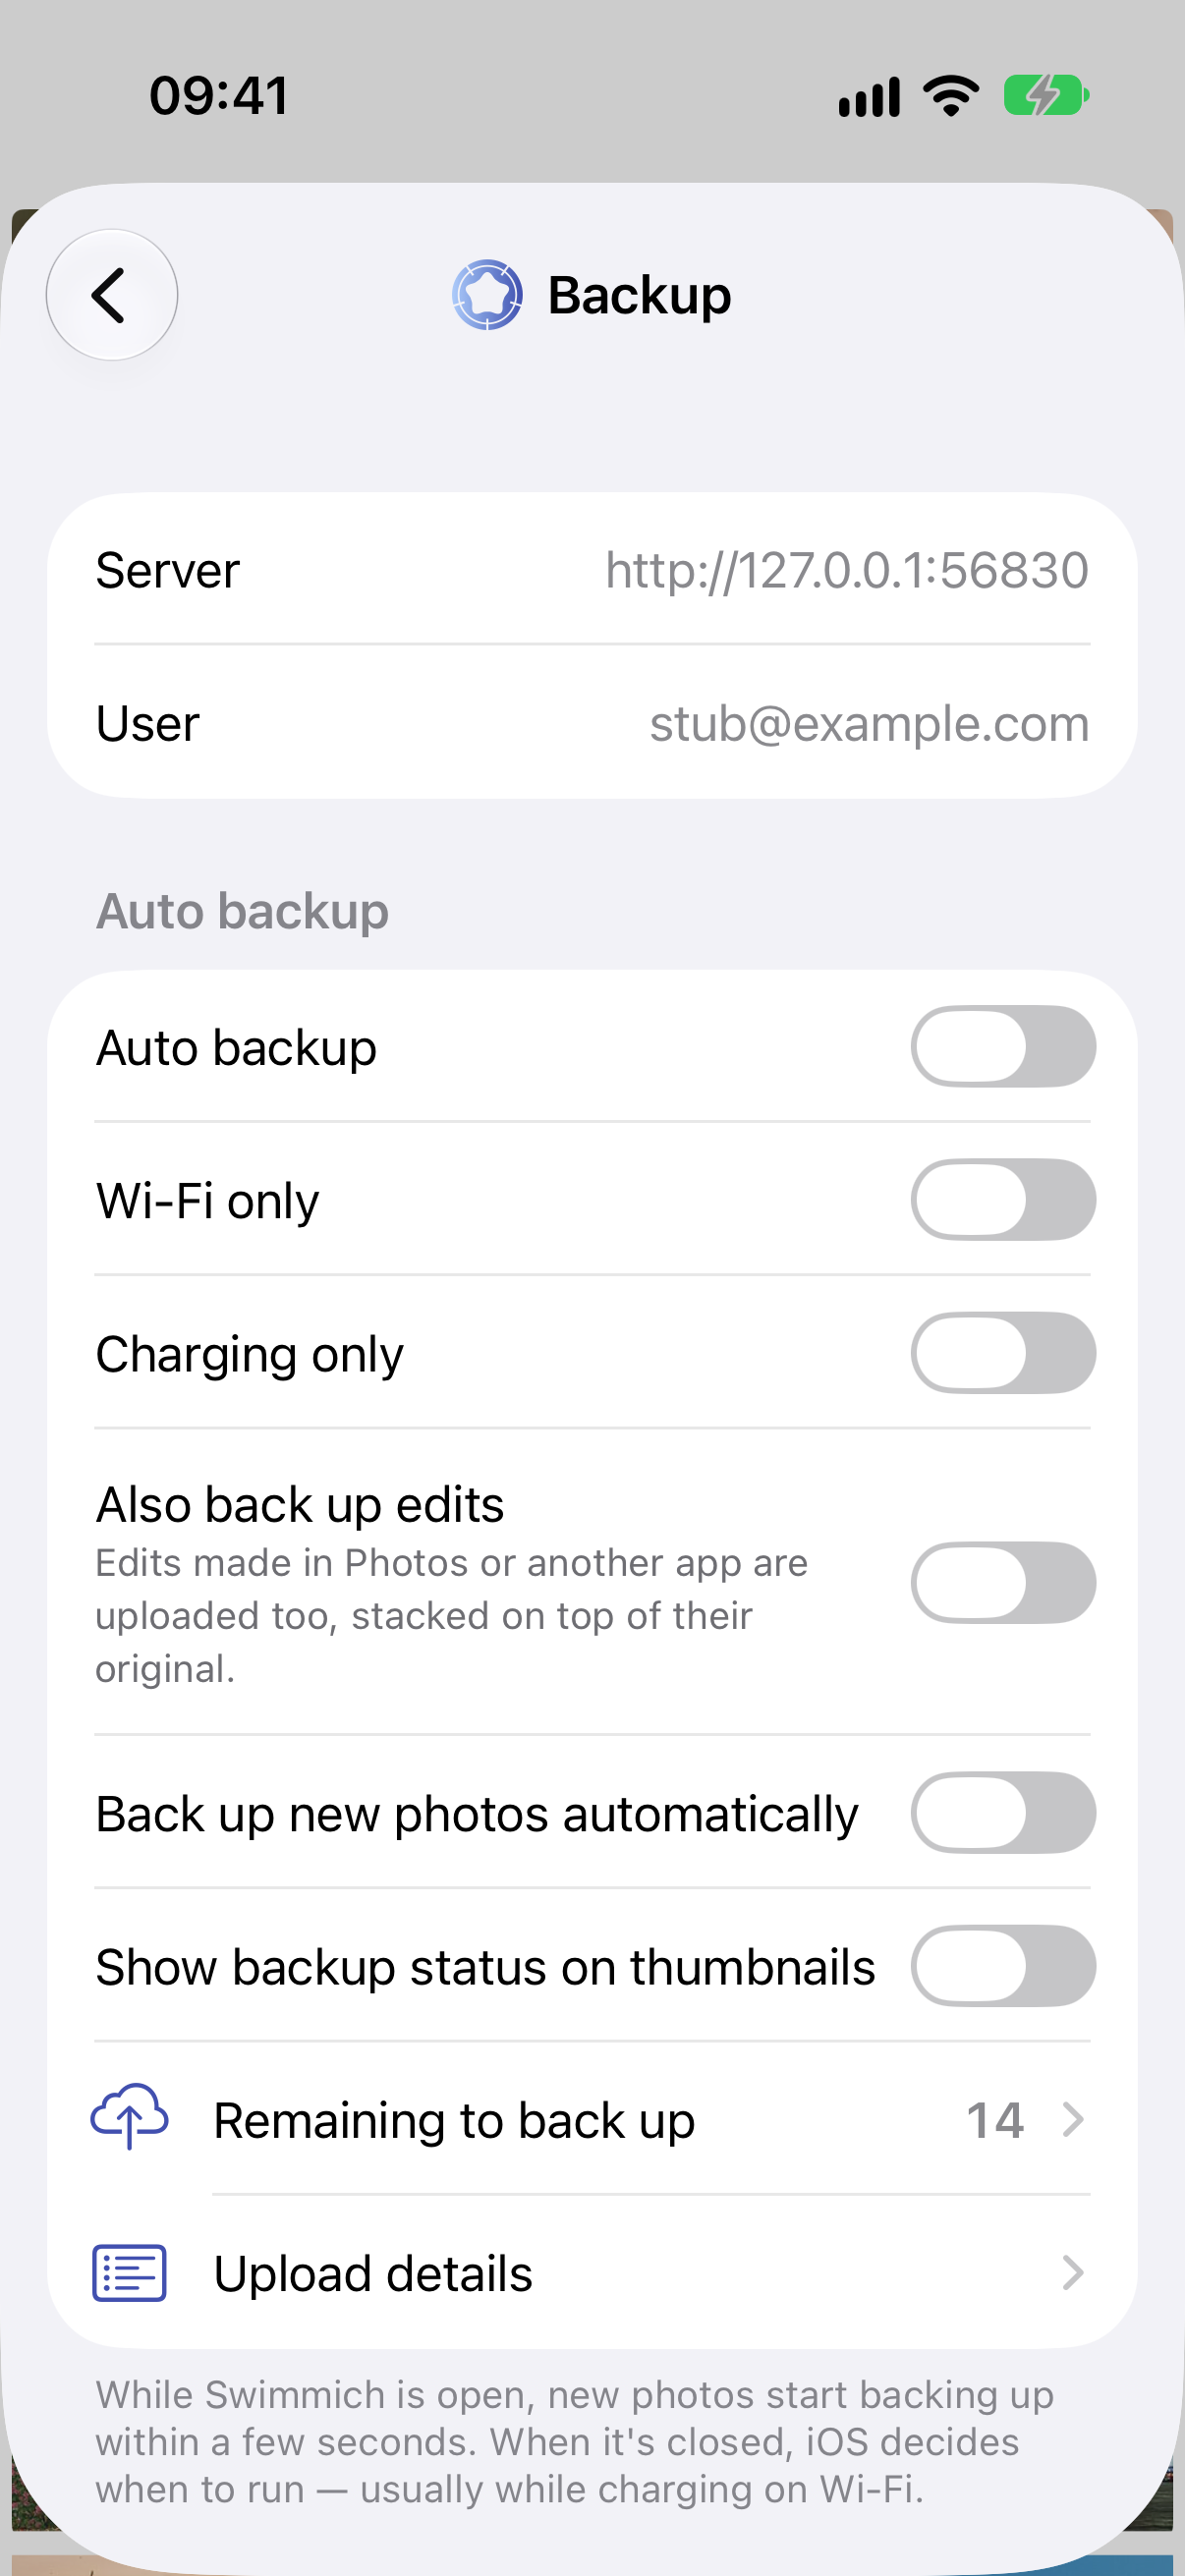 09:41
Backup
Server http://127.0.0.1:56830
User stub@example.com
Auto backup
Auto backup
Wi-Fi only
Charging only
Also back up edits
Edits made in Photos or another app are
uploaded too, stacked on top of their
original.
Back up new photos automatically
Show backup status on thumbnails
Remaining to back up 14
Upload details
While Swimmich is open, new photos start backing up
within a few seconds. When it's closed, iOS decides
when to run — usually while charging on Wi-Fi.